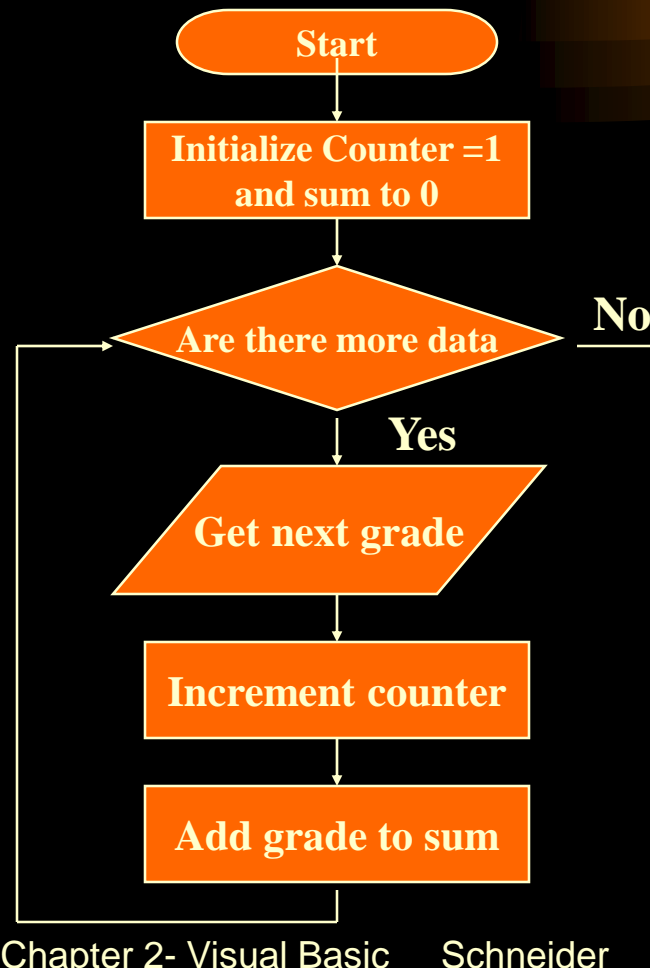 Start
Initialize Counter =1
and sum to 0
Are there more data
No
Yes
Get next grade
Increment counter
Add grade to sum
Chapter 2- Visual Basic Schneider